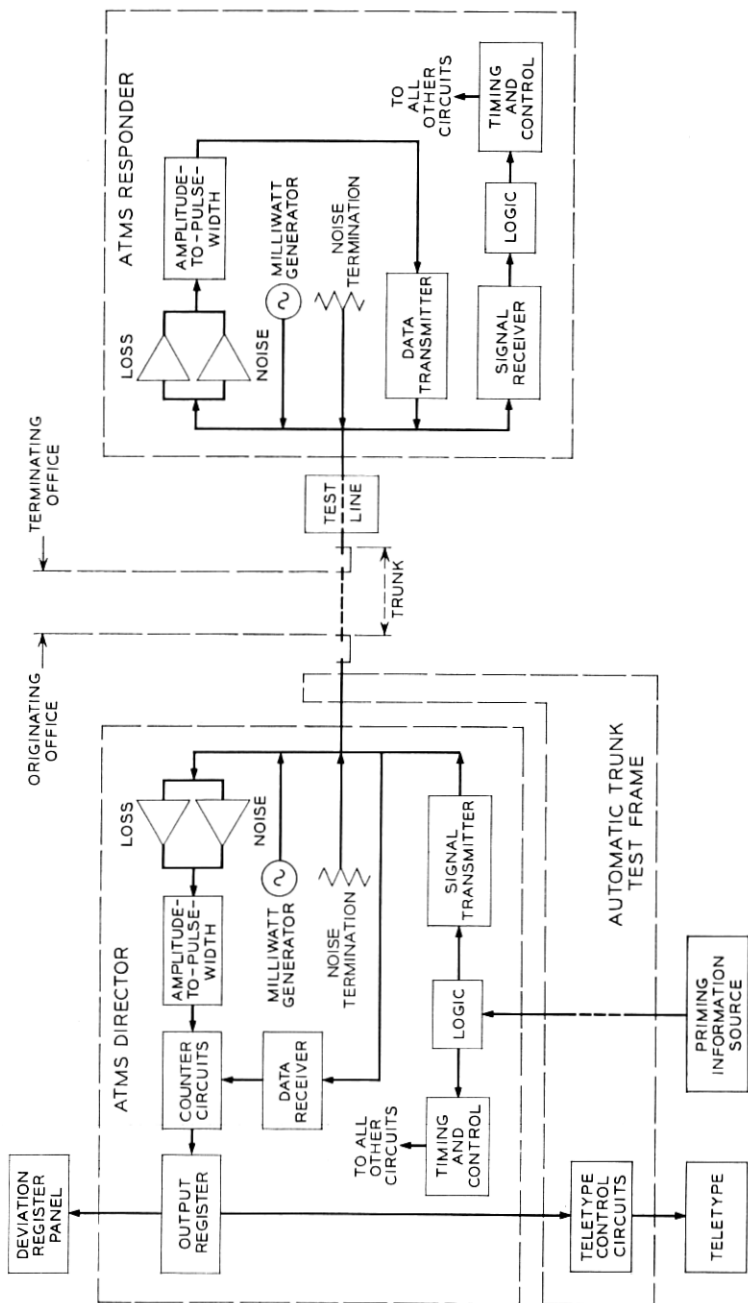 ORIGINATING
OFFICE
TERMINATING
OFFICE
DEVIATION
REGISTER
PANEL
ATMS DIRECTOR
OUTPUT
REGISTER
COUNTER
CIRCUITS
AMPLITUDE-
TO-PULSE-
WIDTH
LOSS
NOISE
MILLIWATT
GENERATOR
NOISE
TERMINATION
DATA
RECEIVER
TO ALL
OTHER
CIRCUITS
TIMING
AND
CONTROL
LOGIC
SIGNAL
TRANSMITTER
TELETYPE
CONTROL
CIRCUITS
TELETYPE
PRIMING
INFORMATION
SOURCE
AUTOMATIC TRUNK
TEST FRAME
TRUNK
TEST
LINE
ATMS RESPONDER
LOSS
NOISE
AMPLITUDE-
TO-PULSE-
WIDTH
MILLIWATT
GENERATOR
NOISE
TERMINATION
DATA
TRANSMITTER
SIGNAL
RECEIVER
LOGIC
TIMING
AND
CONTROL
TO
ALL
OTHER
CIRCUITS